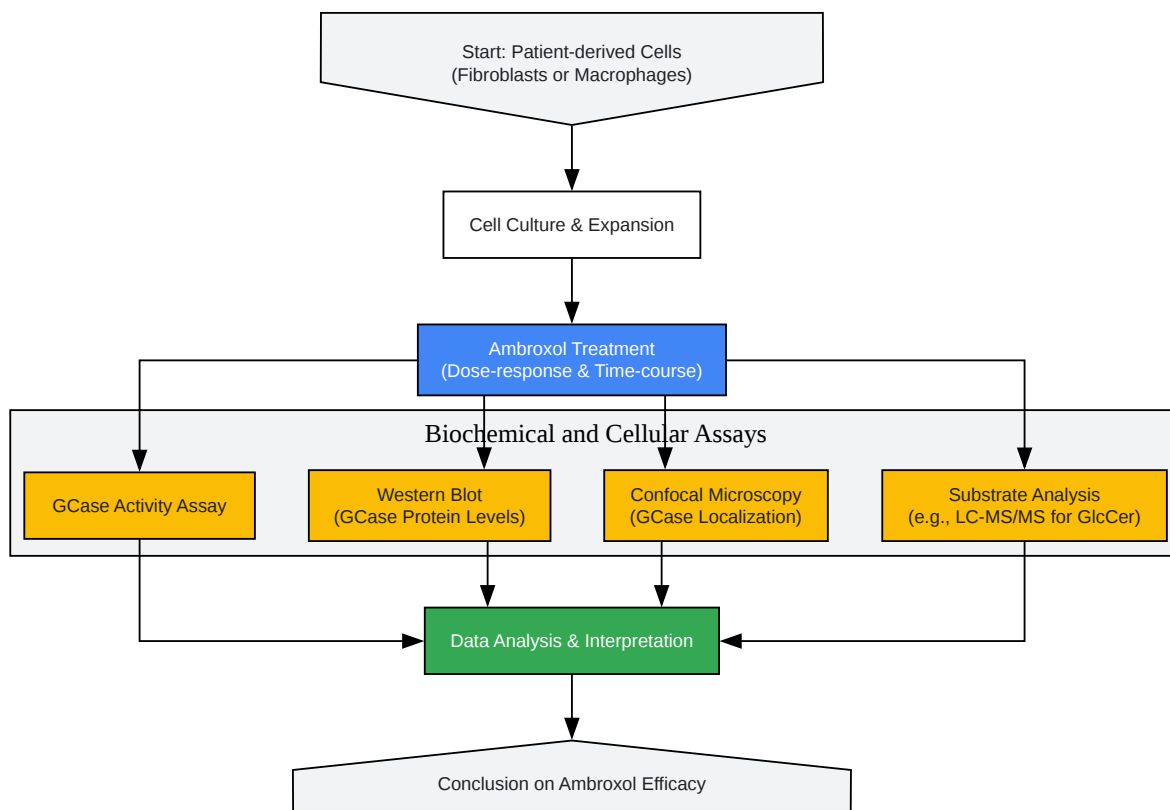 Start: Patient-derived Cells
(Fibroblasts or Macrophages)
Cell Culture & Expansion
Ambroxol Treatment
(Dose-response & Time-course)
Biochemical and Cellular Assays
GCase Activity Assay
Western Blot
(GCase Protein Levels)
Confocal Microscopy
(GCase Localization)
Substrate Analysis
(e.g., LC-MS/MS for GlcCer)
Data Analysis & Interpretation
Conclusion on Ambroxol Efficacy